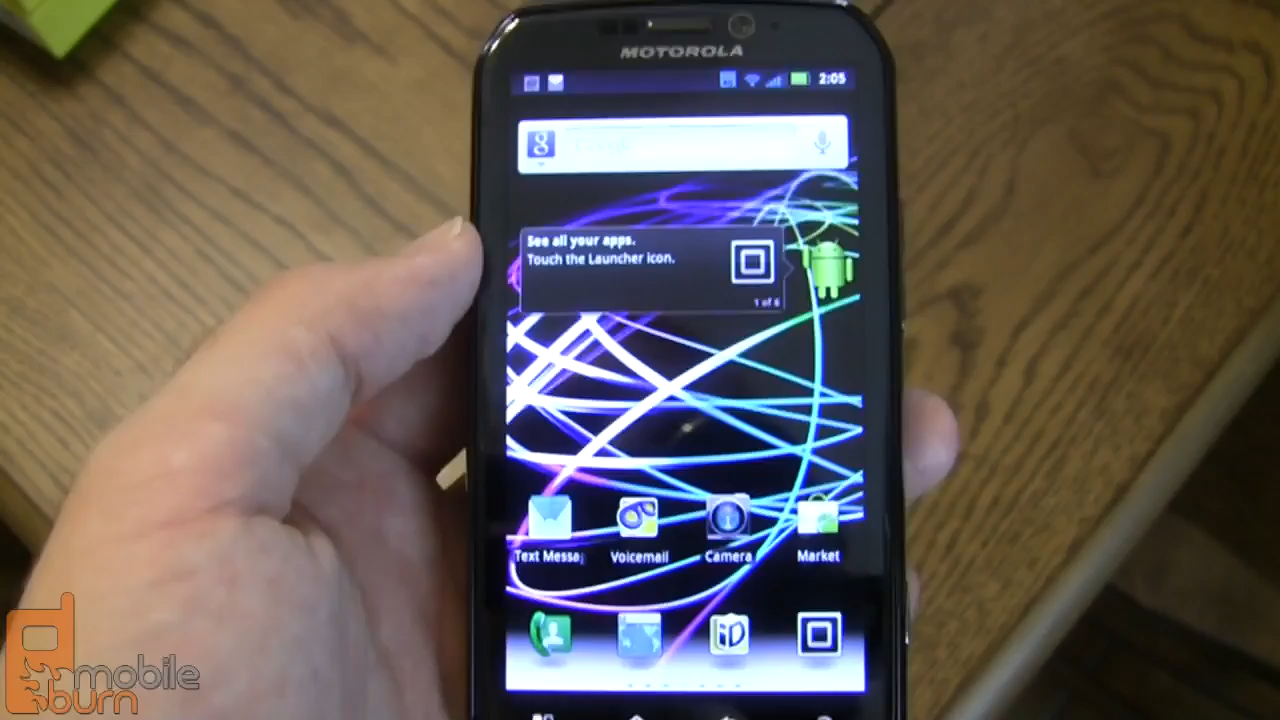 MOTOROLA
2:05
g
See all your apps.
Touch the Launcher icon.
1 of 6
Text Messa
Voicemail
Camera
Market
iD
mobile
burn